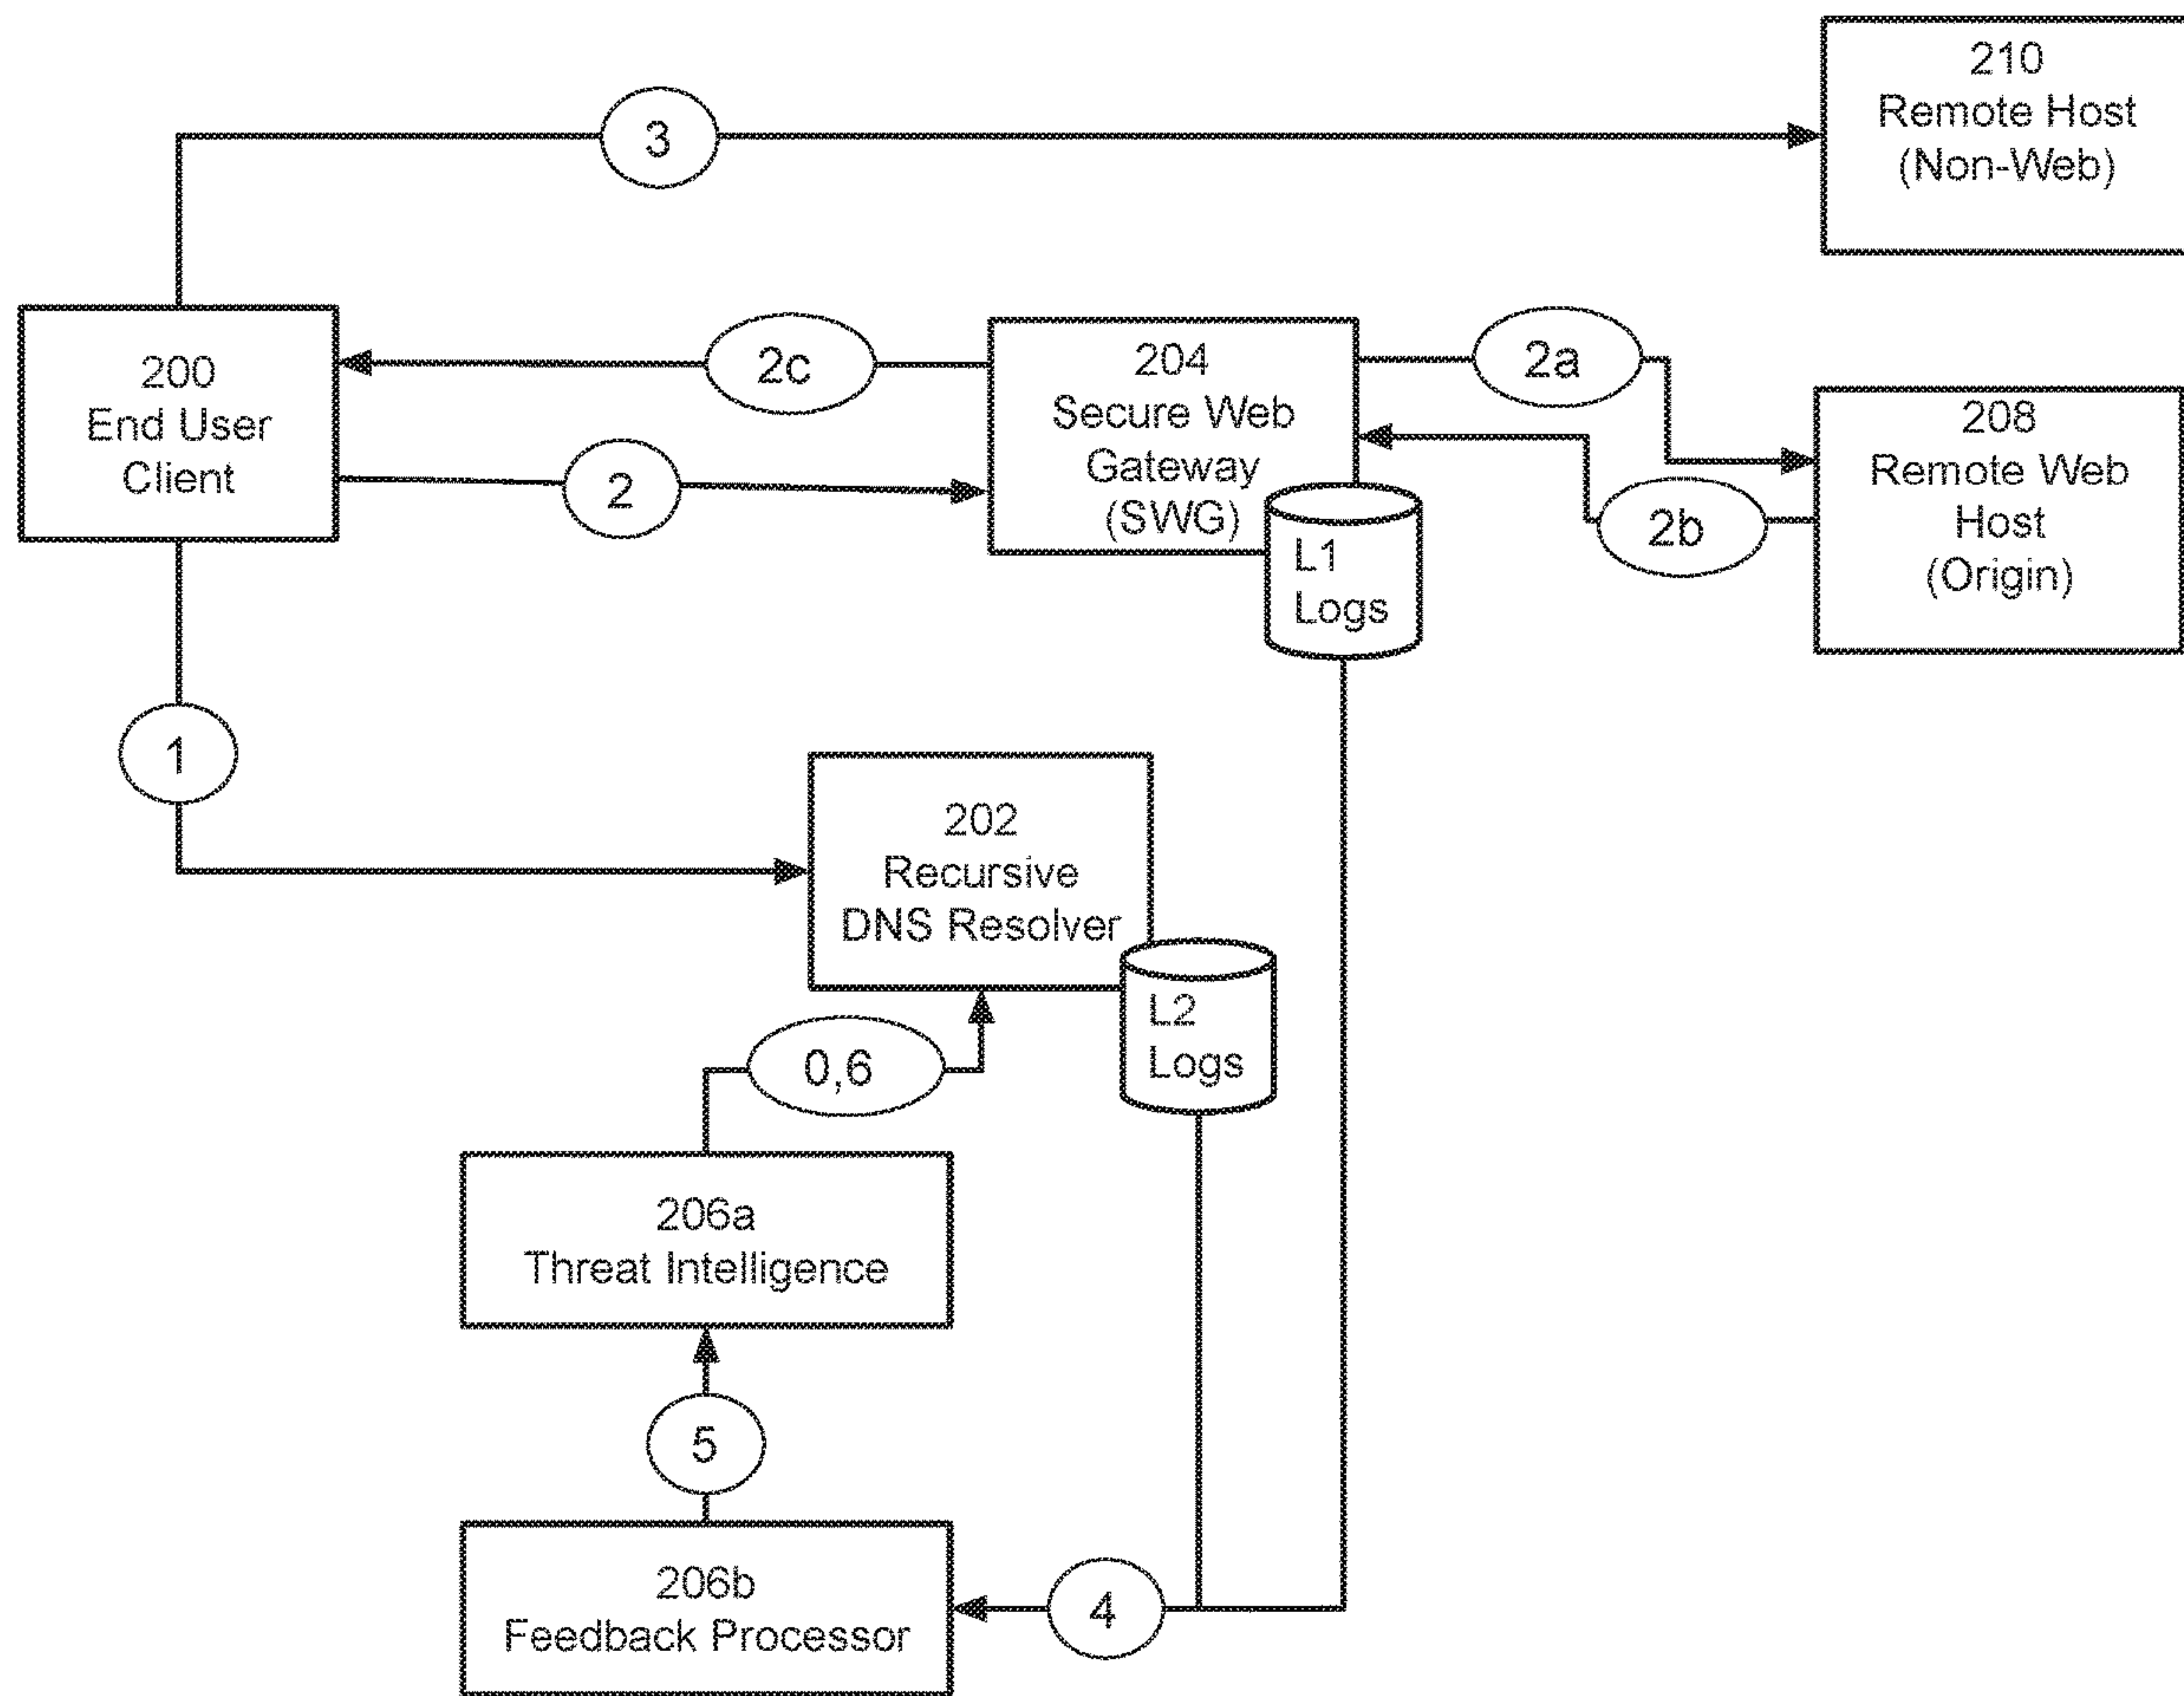 210
Remote Host
(Non-Web)
3
200
End User
Client
2c
2
204
Secure Web
Gateway
(SWG)
L1
Logs
2a
2b
208
Remote Web
Host
(Origin)
1
202
Recursive
DNS Resolver
L2
Logs
0,6
206a
Threat Intelligence
5
206b
Feedback Processor
4